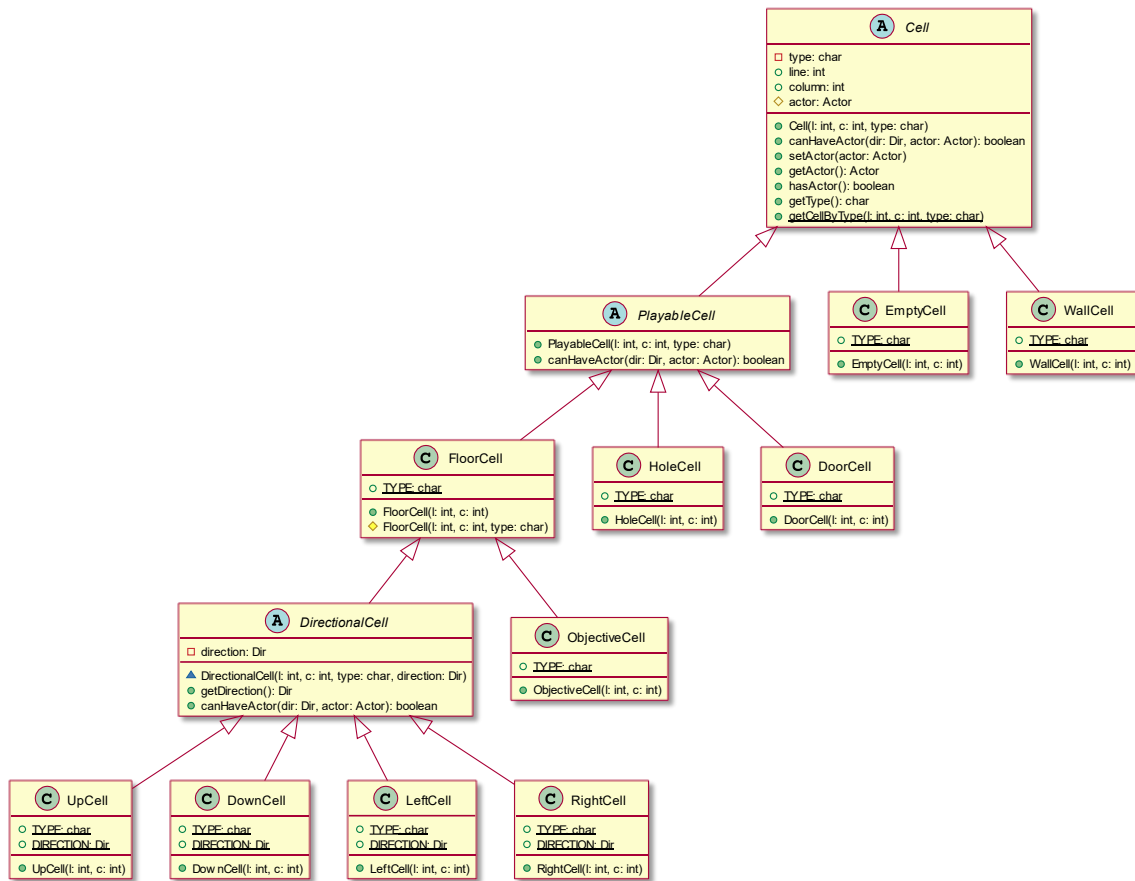 A Cell
type: char
line: int
column: int
actor: Actor
Cell(l: int, c: int, type: char)
canHaveActor(dir: Dir, actor: Actor): boolean
setActor(actor: Actor)
getActor(): Actor
hasActor(): boolean
getType(): char
getCellByType(l: int, c: int, type: char)
A PlayableCell
PlayableCell(l: int, c: int, type: char)
canHaveActor(dir: Dir, actor: Actor): boolean
C EmptyCell
TYPE: char
EmptyCell(l: int, c: int)
C WallCell
TYPE: char
WallCell(l: int, c: int)
C FloorCell
TYPE: char
FloorCell(l: int, c: int)
FloorCell(l: int, c: int, type: char)
C HoleCell
TYPE: char
HoleCell(l: int, c: int)
C DoorCell
TYPE: char
DoorCell(l: int, c: int)
A DirectionalCell
direction: Dir
DirectionalCell(l: int, c: int, type: char, direction: Dir)
getDirection(): Dir
canHaveActor(dir: Dir, actor: Actor): boolean
C ObjectiveCell
TYPE: char
ObjectiveCell(l: int, c: int)
C UpCell
TYPE: char
DIRECTION: Dir
UpCell(l: int, c: int)
C DownCell
TYPE: char
DIRECTION: Dir
DownCell(l: int, c: int)
C LeftCell
TYPE: char
DIRECTION: Dir
LeftCell(l: int, c: int)
C RightCell
TYPE: char
DIRECTION: Dir
RightCell(l: int, c: int)